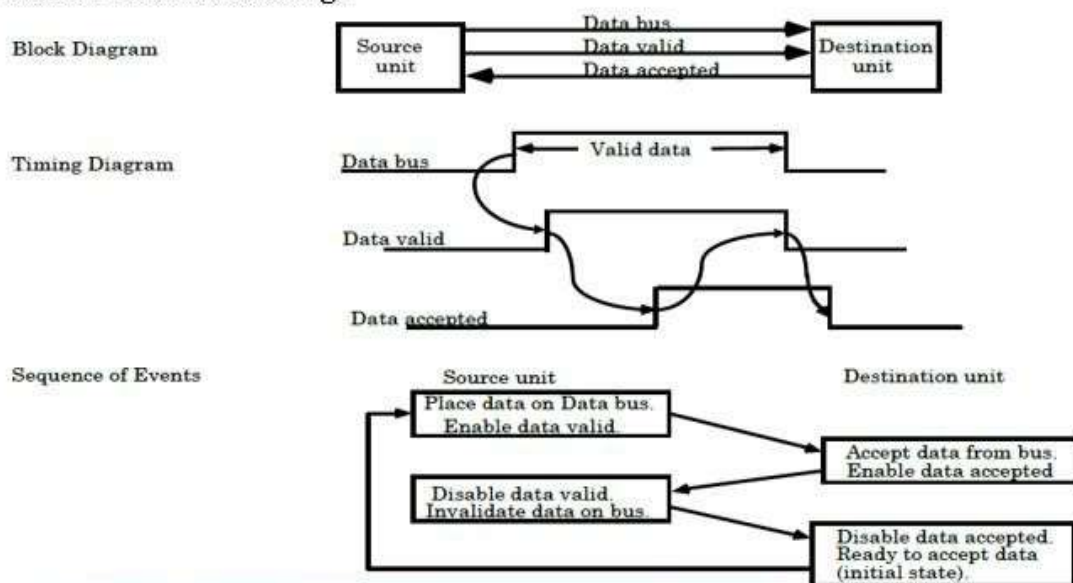 Block Diagram
Source unit
Data bus
Data valid
Data accepted
Destination unit
Timing Diagram
Data bus
Valid data
Data valid
Data accepted
Sequence of Events
Source unit
Destination unit
Place data on Data bus.
Enable data valid.
Accept data from bus.
Enable data accepted
Disable data valid.
Invalidate data on bus.
Disable data accepted.
Ready to accept data
(initial state).